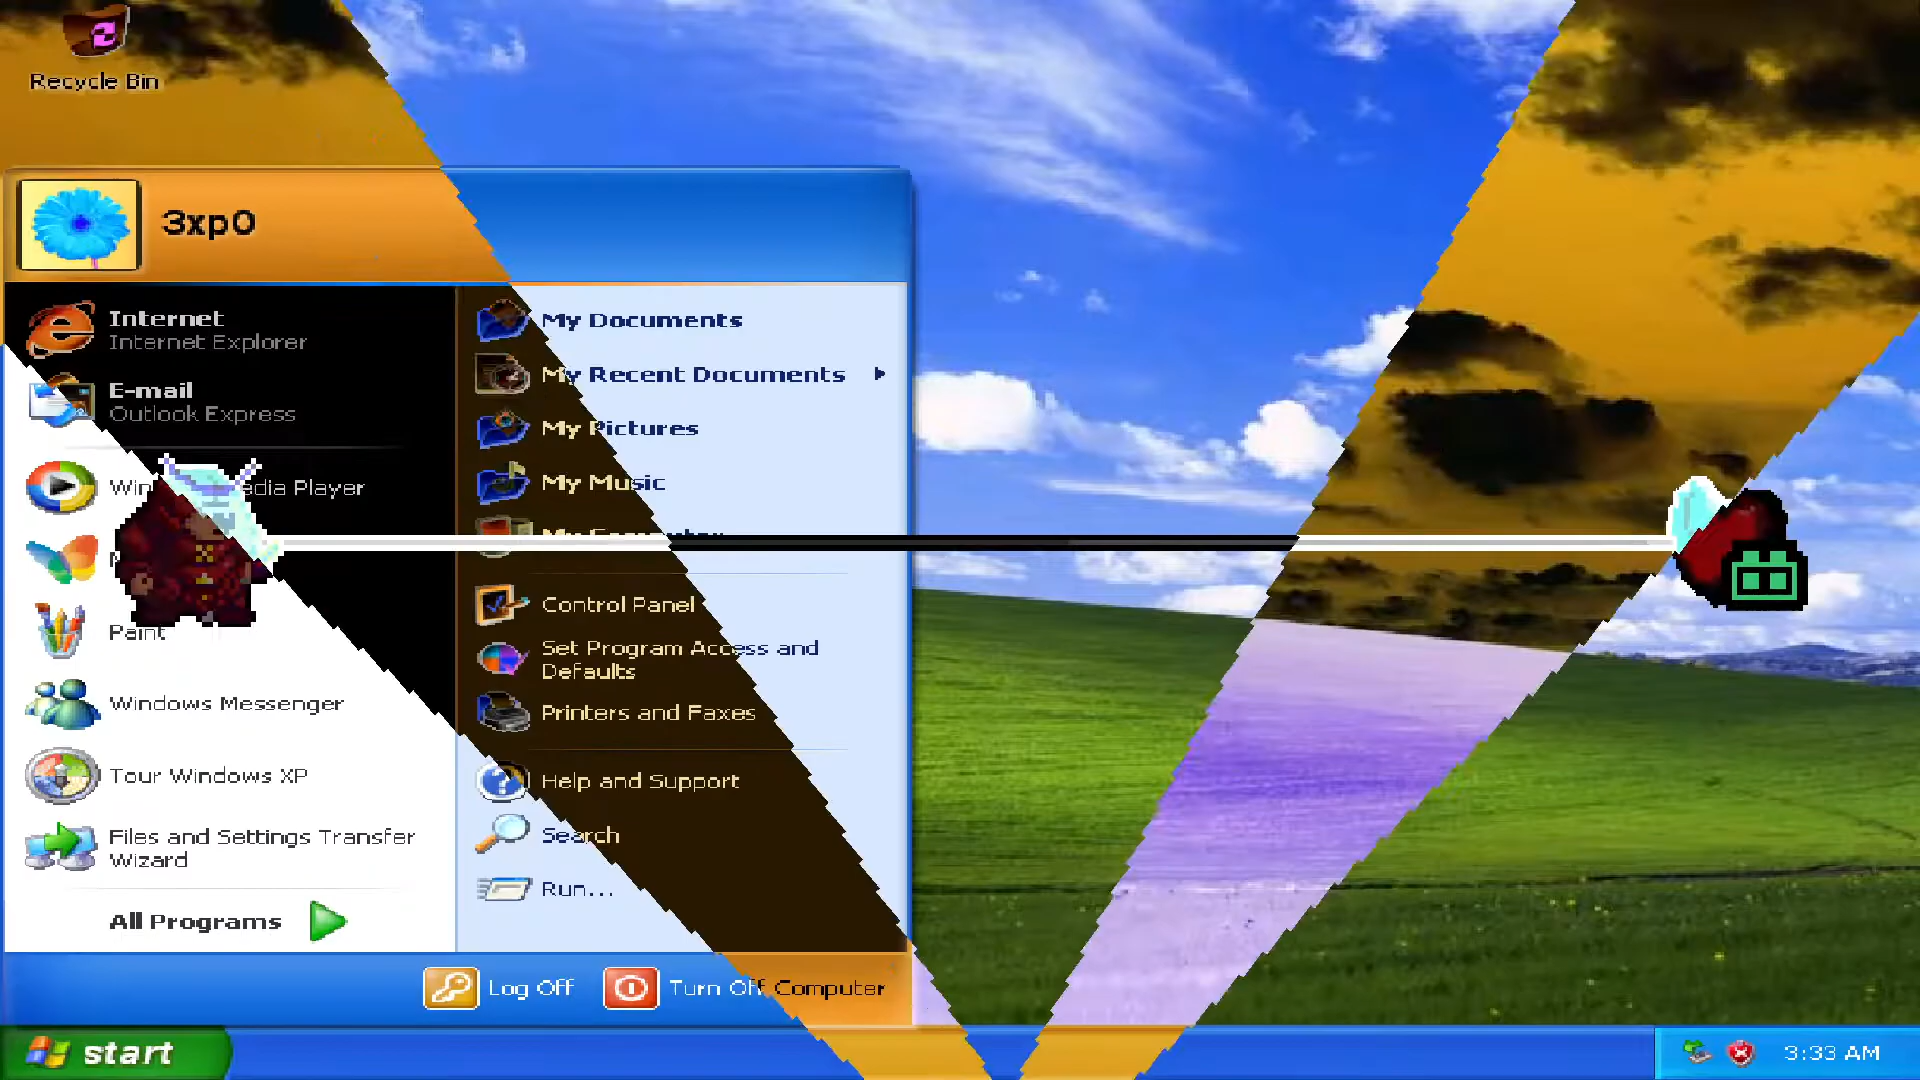 Recycle Bin
3xp0
Internet
Internet Explorer
E-mail
Outlook Express
Player
Paint
Windows Messenger
Tour Windows XP
Files and Settings Transfer
Wizard
All Programs
My Documents
My Recent Documents
My Pictures
My Music
My Computer
Control Panel
Set Program Access and
Defaults
Printers and Faxes
Help and Support
Search
Run...
Log Off
Turn Off Computer
start
3:33 AM